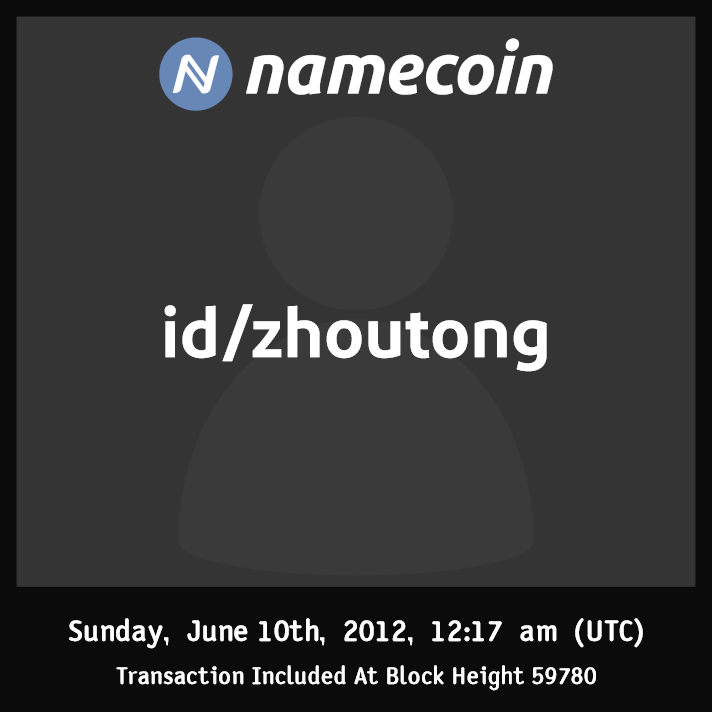 namecoin
id/zhoutong
Sunday, June 10th, 2012, 12:17 am (UTC)
Transaction Included At Block Height 59780